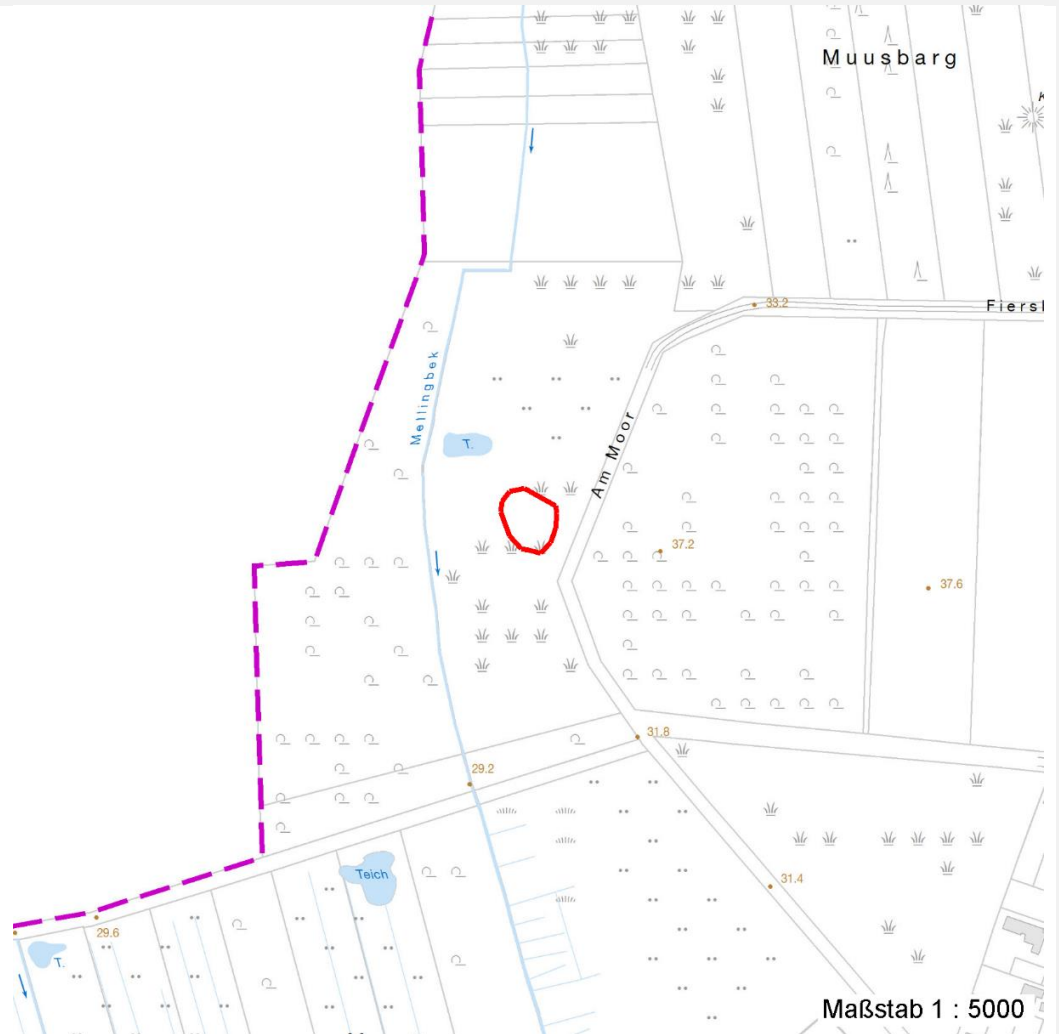 Muusbarg
K
33.2
Fiersl
Mellingbek
T.
Am Moor
37.2
37.6
31.8
29.2
Teich
31.4
29.6
T.
Maßstab 1 : 5000